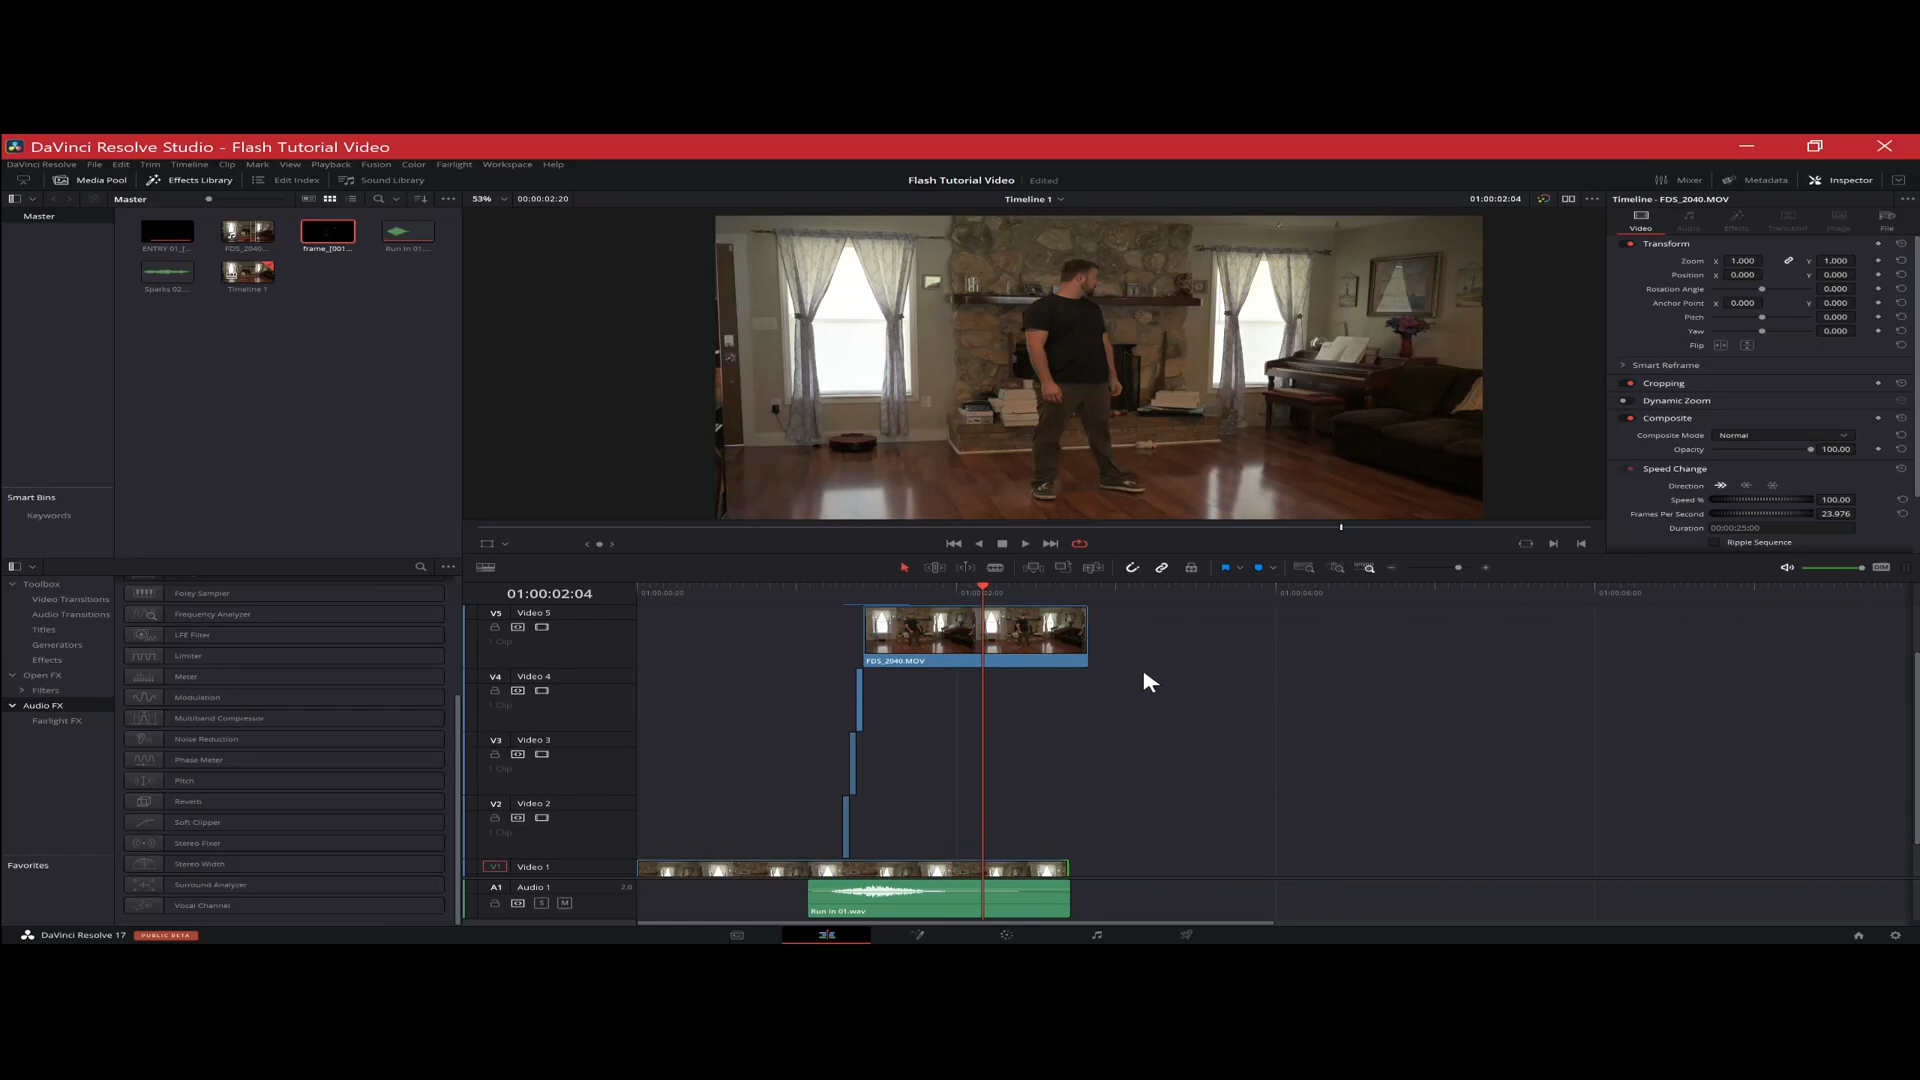 DaVinci Resolve Studio - Flash Tutorial Video
DaVinci Resolve File Edit Trim Timeline Clip Mark View Playback Fusion Color Fairlight Workspace Help
Media Pool Effects Library Edit Index Sound Library Flash Tutorial Video Edited Mixer Metadata Inspector
Master 53% 00:00:02:20 Timeline 1 01:00:02:04 Timeline - FDS_2040.MOV
Master
Video Audio Effects Transition Image File
ENTRY 01_[... FDS_2040.... frame_[001... Run In 01....
Sparks 02.... Timeline 1
Transform
Zoom X 1.000 Y 1.000
Position X 0.000 Y 0.000
Rotation Angle 0.000
Anchor Point X 0.000 Y 0.000
Pitch 0.000
Yaw 0.000
Flip
Smart Reframe
Cropping
Dynamic Zoom
Composite
Composite Mode Normal
Opacity 100.00
Speed Change
Direction
Speed % 100.00
Frames Per Second 23.976
Duration 00:00:25:00
Ripple Sequence
Smart Bins
Keywords
Toolbox
Video Transitions
Audio Transitions
Titles
Generators
Effects
Open FX
Filters
Audio FX
Fairlight FX
Favorites
Foley Sampler
Frequency Analyzer
LFE Filter
Limiter
Meter
Modulation
Multiband Compressor
Noise Reduction
Phase Meter
Pitch
Reverb
Soft Clipper
Stereo Fixer
Stereo Width
Surround Analyzer
Vocal Channel
DIM
01:00:02:04 01:00:00:00 01:00:02:00 01:00:04:00 01:00:06:00
V5 Video 5
1 Clip
FDS_2040.MOV
V4 Video 4
1 Clip
V3 Video 3
1 Clip
V2 Video 2
1 Clip
V1 Video 1
A1 Audio 1 2.0
S M
Run In 01.wav
DaVinci Resolve 17 PUBLIC BETA